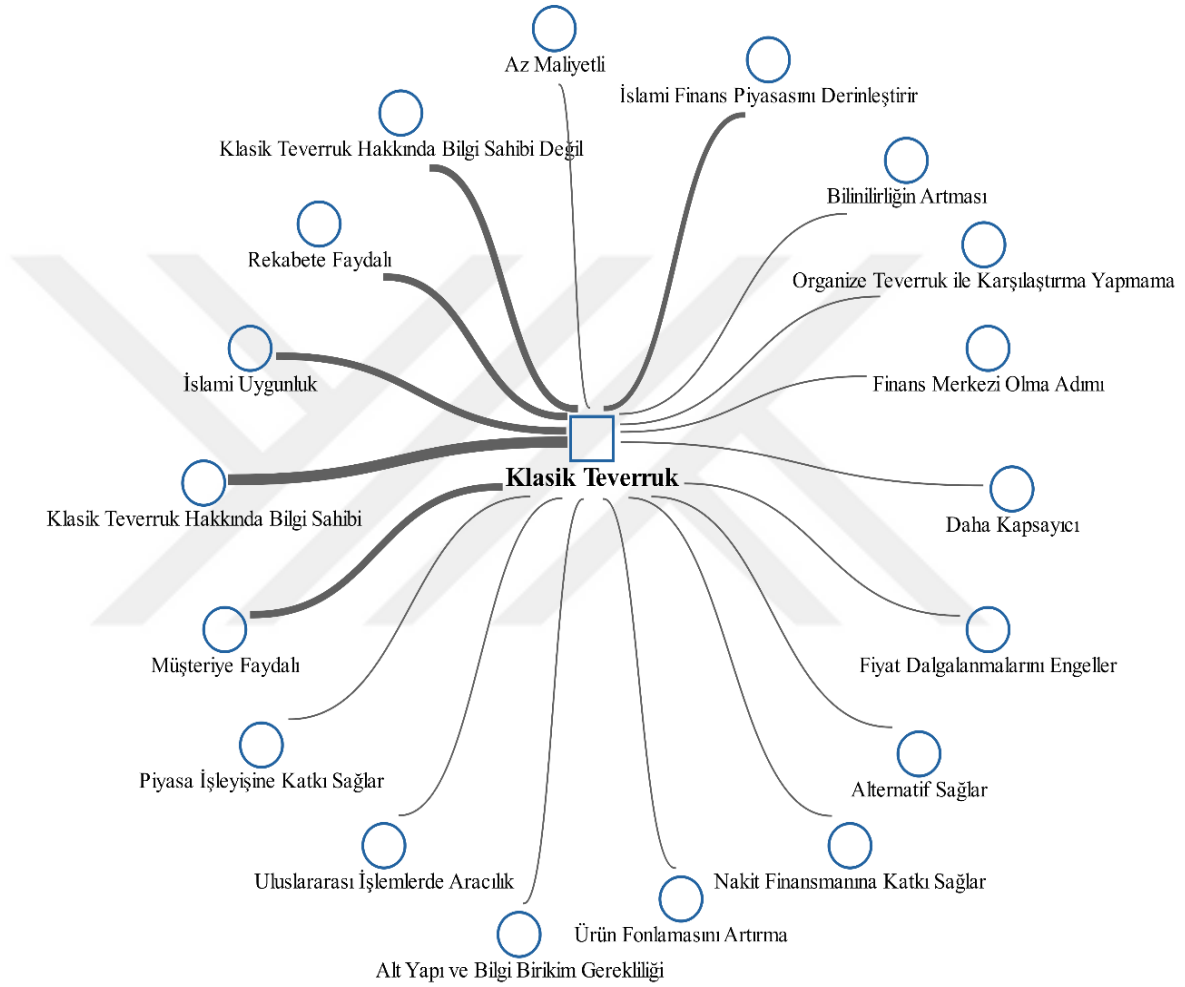 Az Maliyetli
İslami Finans Piyasasını Derinleştirir
Klasik Teverruk Hakkında Bilgi Sahibi Değil
Bilinilirliğin Artması
Rekabete Faydalı
Organize Teverruk ile Karşılaştırma Yapmama
İslami Uygunluk
Finans Merkezi Olma Adımı
Klasik Teverruk
Klasik Teverruk Hakkında Bilgi Sahibi
Daha Kapsayıcı
Müşteriye Faydalı
Fiyat Dalgalanmalarını Engeller
Piyasa İşleyişine Katkı Sağlar
Alternatif Sağlar
Uluslararası İşlemlerde Aracılık
Nakit Finansmanına Katkı Sağlar
Ürün Fonlamasını Artırma
Alt Yapı ve Bilgi Birikim Gerekliliği